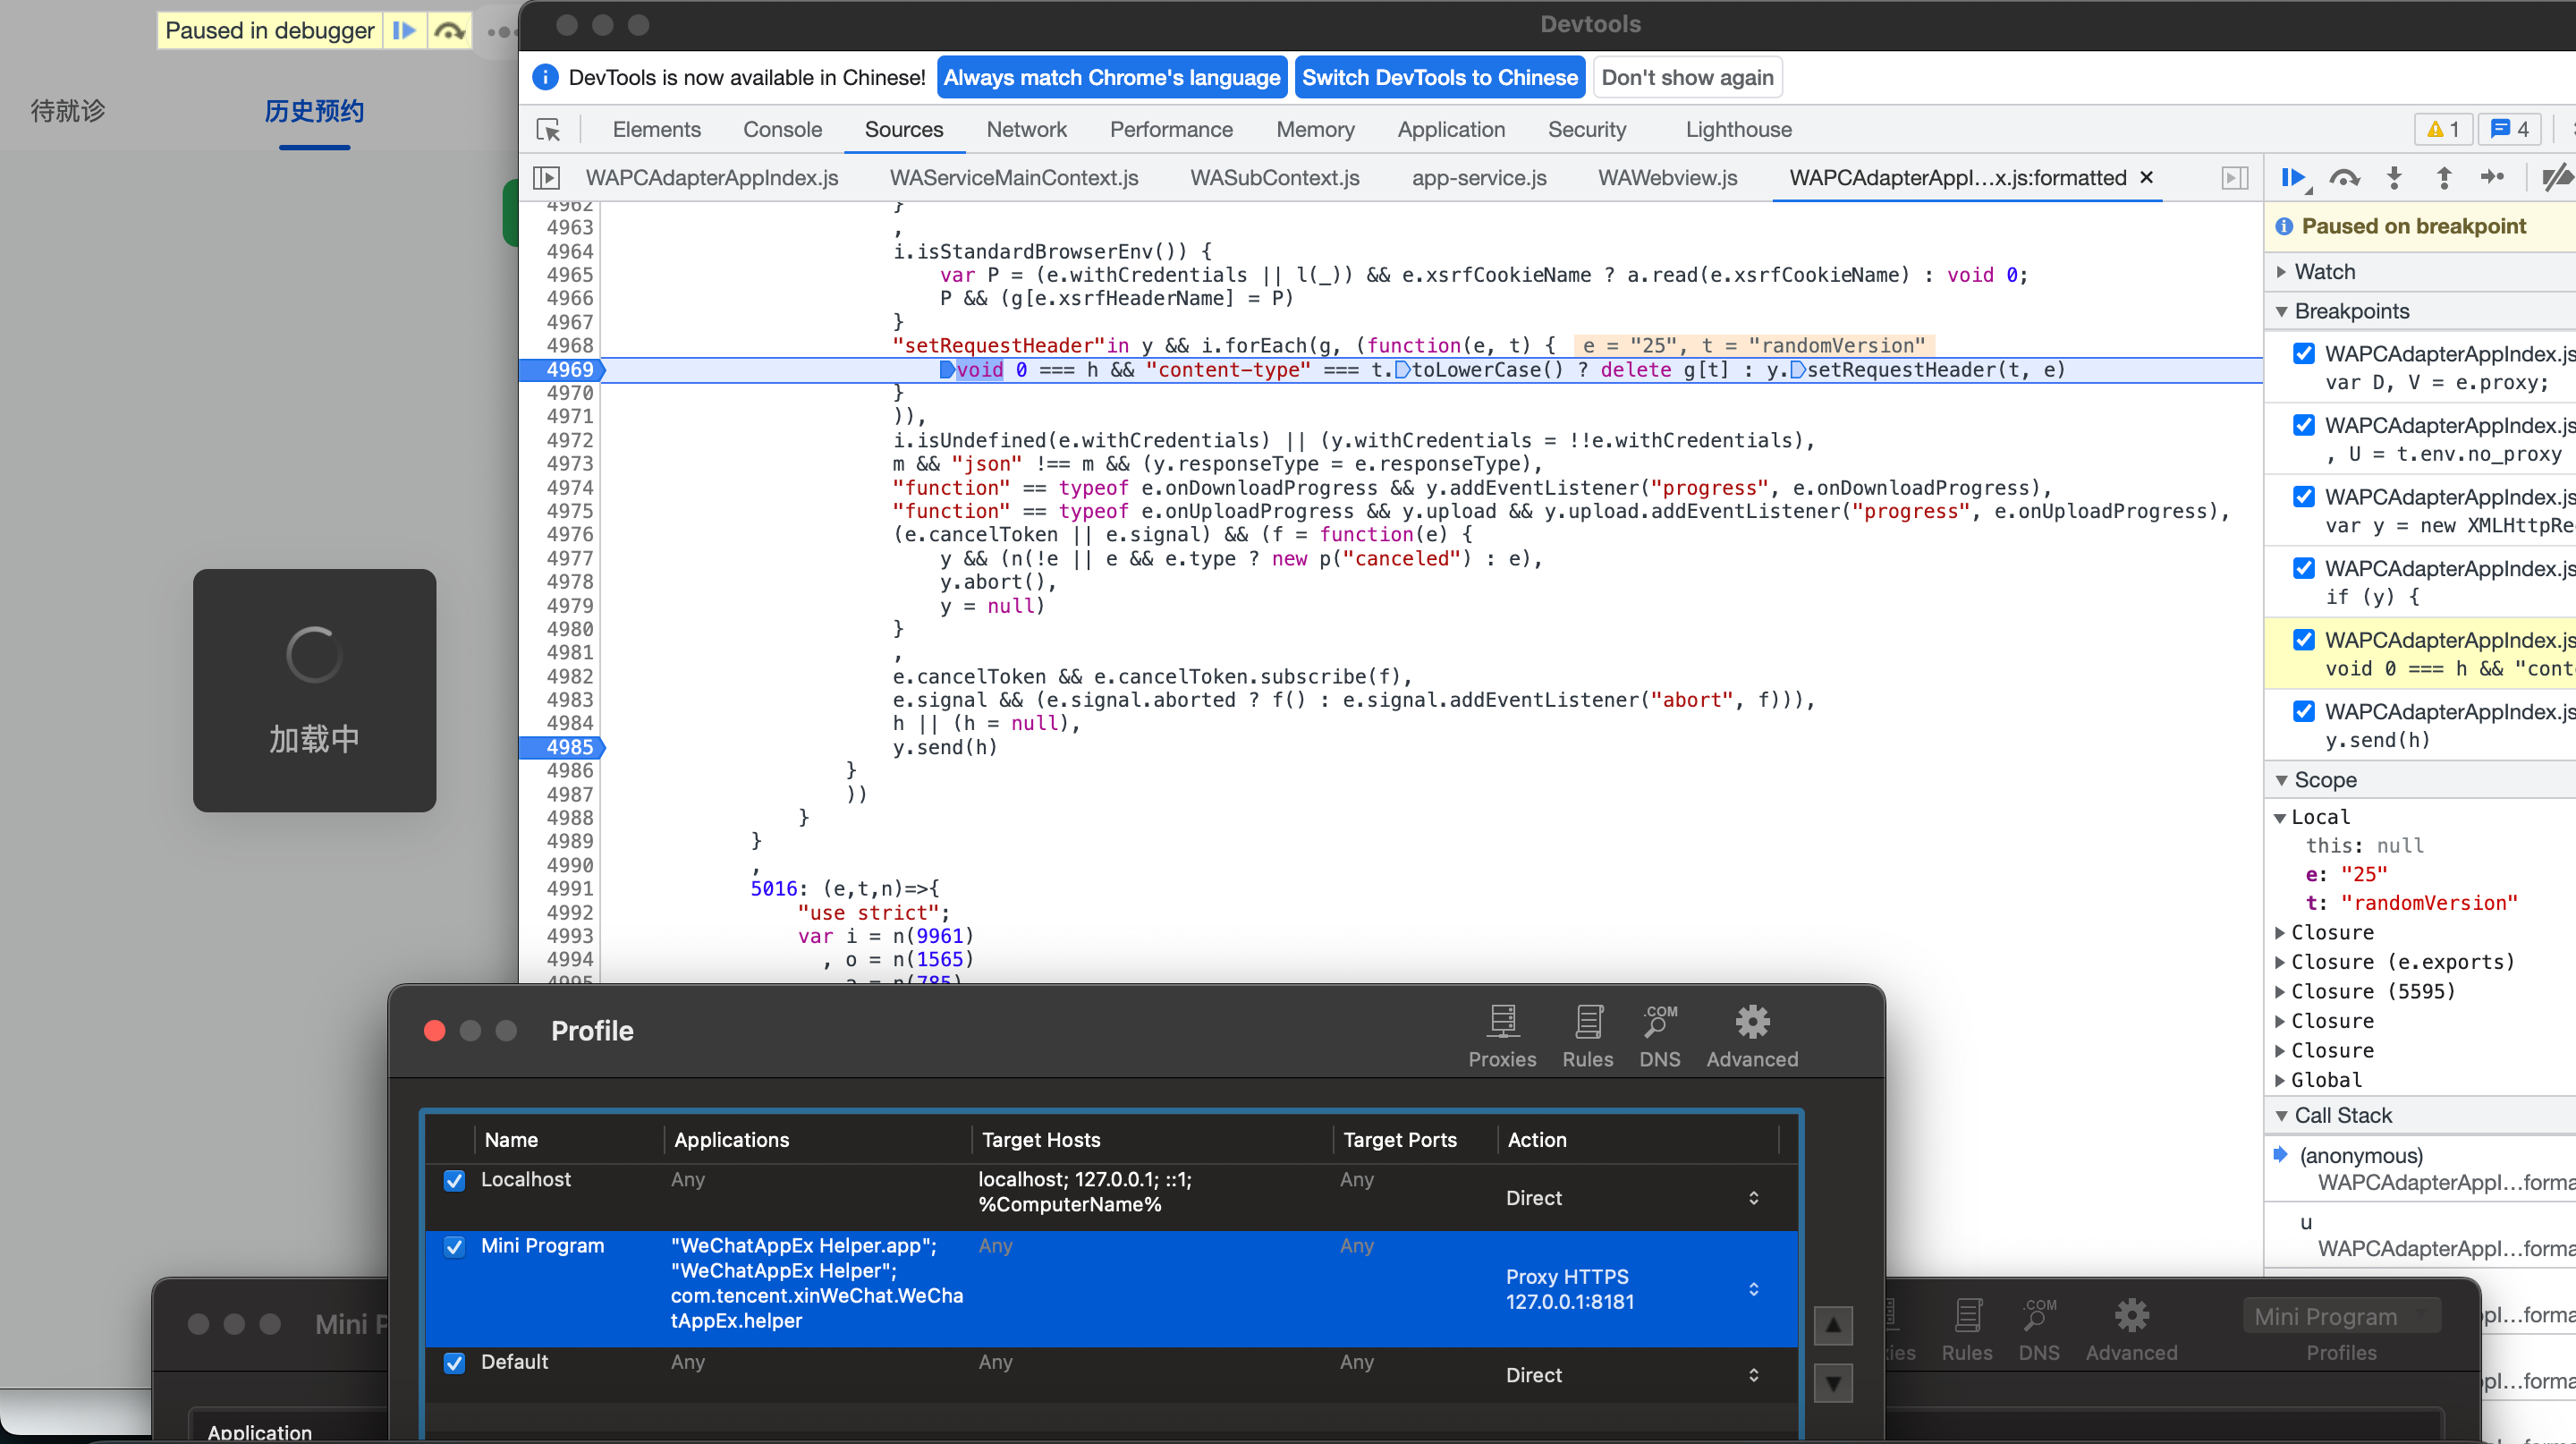 Paused in debugger
待就诊
历史预约
加载中
Devtools
DevTools is now available in Chinese!
Always match Chrome's language
Switch DevTools to Chinese
Don't show again
Elements
Console
Sources
Network
Performance
Memory
Application
Security
Lighthouse
1
4
WAPCAdapterAppIndex.js
WAServiceMainContext.js
WASubContext.js
app-service.js
WAWebview.js
WAPCAdapterAppI…x.js:formatted
4962 }
4963 ,
4964 i.isStandardBrowserEnv()) {
4965 var P = (e.withCredentials || l(_)) && e.xsrfCookieName ? a.read(e.xsrfCookieName) : void 0;
4966 P && (g[e.xsrfHeaderName] = P)
4967 }
4968 "setRequestHeader"in y && i.forEach(g, (function(e, t) { e = "25", t = "randomVersion"
4969 void 0 === h && "content-type" === t.toLowerCase() ? delete g[t] : y.setRequestHeader(t, e)
4970 }
4971 )),
4972 i.isUndefined(e.withCredentials) || (y.withCredentials = !!e.withCredentials),
4973 m && "json" !== m && (y.responseType = e.responseType),
4974 "function" == typeof e.onDownloadProgress && y.addEventListener("progress", e.onDownloadProgress),
4975 "function" == typeof e.onUploadProgress && y.upload && y.upload.addEventListener("progress", e.onUploadProgress),
4976 (e.cancelToken || e.signal) && (f = function(e) {
4977 y && (n(!e || e && e.type ? new p("canceled") : e),
4978 y.abort(),
4979 y = null)
4980 }
4981 ,
4982 e.cancelToken && e.cancelToken.subscribe(f),
4983 e.signal && (e.signal.aborted ? f() : e.signal.addEventListener("abort", f))),
4984 h || (h = null),
4985 y.send(h)
4986 }
4987 ))
4988 }
4989 }
4990 ,
4991 5016: (e,t,n)=>{
4992 "use strict";
4993 var i = n(9961)
4994 , o = n(1565)
4995 , a = n(785)
Paused on breakpoint
Watch
Breakpoints
WAPCAdapterAppIndex.js
var D, V = e.proxy;
WAPCAdapterAppIndex.js
, U = t.env.no_proxy
WAPCAdapterAppIndex.js
var y = new XMLHttpRe
WAPCAdapterAppIndex.js
if (y) {
WAPCAdapterAppIndex.js
void 0 === h && "cont
WAPCAdapterAppIndex.js
y.send(h)
Scope
Local
this: null
e: "25"
t: "randomVersion"
Closure
Closure (e.exports)
Closure (5595)
Closure
Closure
Global
Call Stack
(anonymous)
WAPCAdapterAppI…forma
u
WAPCAdapterAppI…forma
Profile
Proxies
Rules
DNS
Advanced
Name
Applications
Target Hosts
Target Ports
Action
Localhost
Any
localhost; 127.0.0.1; ::1;
%ComputerName%
Any
Direct
Mini Program
"WeChatAppEx Helper.app";
"WeChatAppEx Helper";
com.tencent.xinWeChat.WeCha
tAppEx.helper
Any
Any
Proxy HTTPS
127.0.0.1:8181
Default
Any
Any
Any
Direct
Mini P
Application
Rules
DNS
Advanced
Mini Program
Profiles